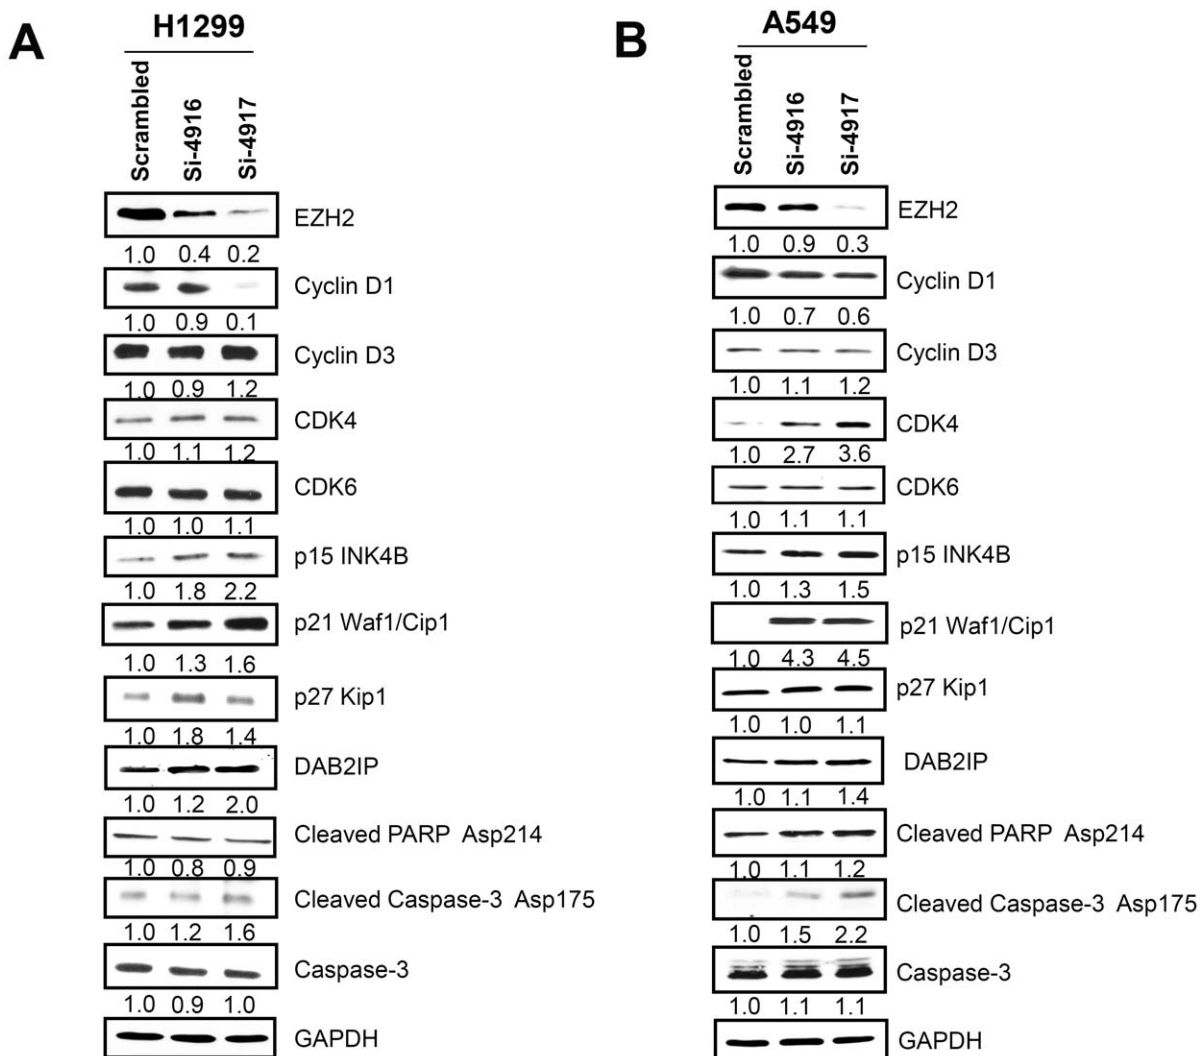 A
H1299
Scrambled
Si-4916
Si-4917
EZH2
1.0 0.4 0.2
Cyclin D1
1.0 0.9 0.1
Cyclin D3
1.0 0.9 1.2
CDK4
1.0 1.1 1.2
CDK6
1.0 1.0 1.1
p15 INK4B
1.0 1.8 2.2
p21 Waf1/Cip1
1.0 1.3 1.6
p27 Kip1
1.0 1.8 1.4
DAB2IP
1.0 1.2 2.0
Cleaved PARP Asp214
1.0 0.8 0.9
Cleaved Caspase-3 Asp175
1.0 1.2 1.6
Caspase-3
1.0 0.9 1.0
GAPDH
B
A549
Scrambled
Si-4916
Si-4917
EZH2
1.0 0.9 0.3
Cyclin D1
1.0 0.7 0.6
Cyclin D3
1.0 1.1 1.2
CDK4
1.0 2.7 3.6
CDK6
1.0 1.1 1.1
p15 INK4B
1.0 1.3 1.5
p21 Waf1/Cip1
1.0 4.3 4.5
p27 Kip1
1.0 1.0 1.1
DAB2IP
1.0 1.1 1.4
Cleaved PARP Asp214
1.0 1.1 1.2
Cleaved Caspase-3 Asp175
1.0 1.5 2.2
Caspase-3
1.0 1.1 1.1
GAPDH